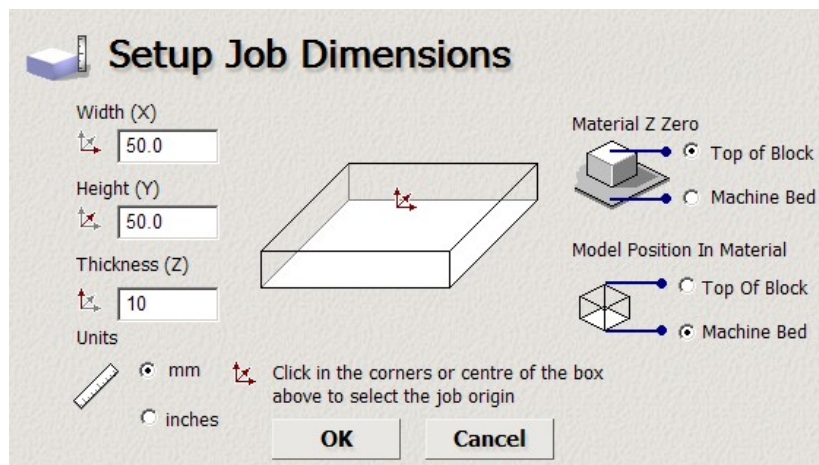 Setup Job Dimensions
Width (X)
50.0
Height (Y)
50.0
Thickness (Z)
10
Units
mm
inches
Material Z Zero
Top of Block
Machine Bed
Model Position In Material
Top Of Block
Machine Bed
Click in the corners or centre of the box
above to select the job origin
OK
Cancel